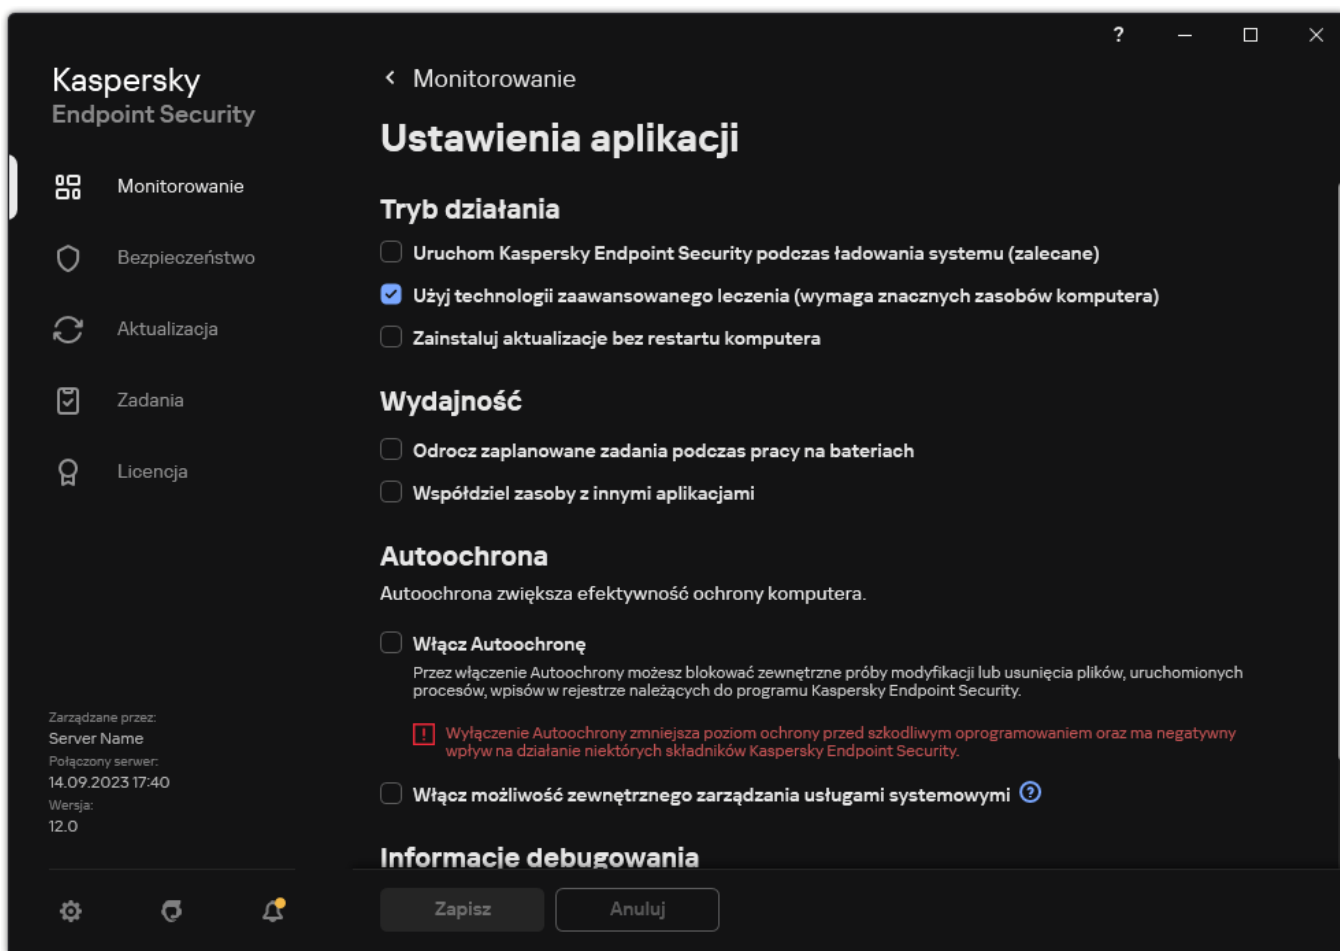 ?
Kaspersky
Endpoint Security
Monitorowanie
Bezpieczeństwo
Aktualizacja
Zadania
Licencja
Zarządzane przez:
Server Name
Połączony serwer:
14.09.2023 17:40
Wersja:
12.0
Monitorowanie
Ustawienia aplikacji
Tryb działania
Uruchom Kaspersky Endpoint Security podczas ładowania systemu (zalecane)
Użyj technologii zaawansowanego leczenia (wymaga znacznych zasobów komputera)
Zainstaluj aktualizacje bez restartu komputera
Wydajność
Odrocz zaplanowane zadania podczas pracy na bateriach
Współdziel zasoby z innymi aplikacjami
Autoochrona
Autoochrona zwiększa efektywność ochrony komputera.
Włącz Autoochronę
Przez włączenie Autoochrony możesz blokować zewnętrzne próby modyfikacji lub usunięcia plików, uruchomionych
procesów, wpisów w rejestrze należących do programu Kaspersky Endpoint Security.
Wyłączenie Autoochrony zmniejsza poziom ochrony przed szkodliwym oprogramowaniem oraz ma negatywny
wpływ na działanie niektórych składników Kaspersky Endpoint Security.
Włącz możliwość zewnętrznego zarządzania usługami systemowymi ?
Informacje debugowania
Zapisz
Anuluj